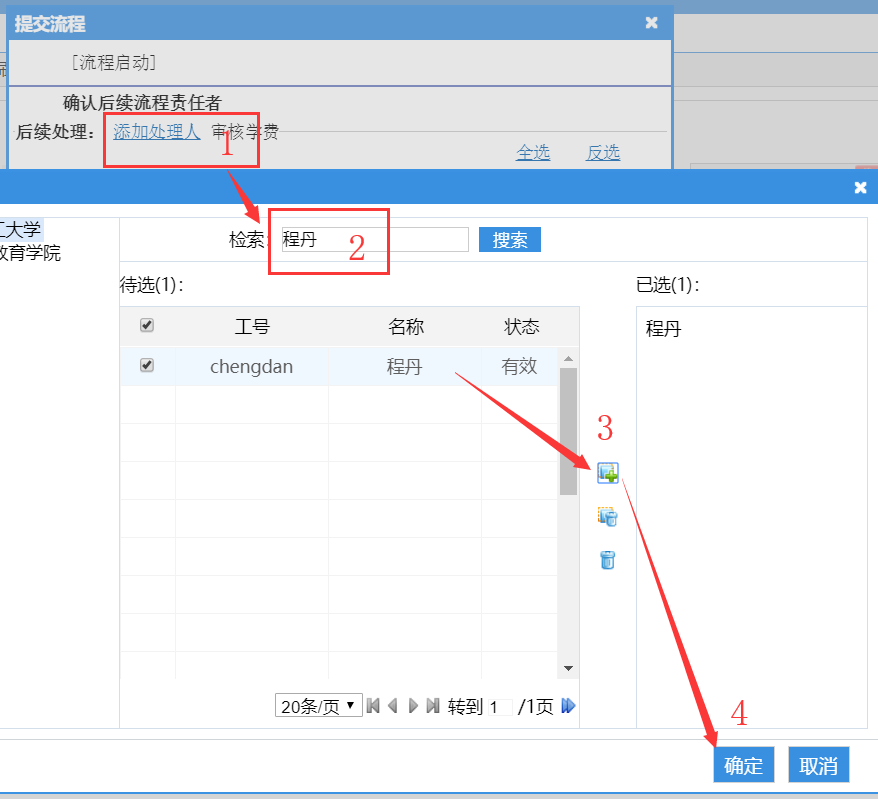 提交流程
[流程启动]
确认后续流程责任者
后续处理： 添加处理人 审核学费
1
全选 反选
工大学
教育学院
检索: 程丹 2 搜索
待选(1)：
已选(1)：
工号 名称 状态
程丹
chengdan 程丹 有效
3
20条/页 转到 1 /1页
4
确定 取消